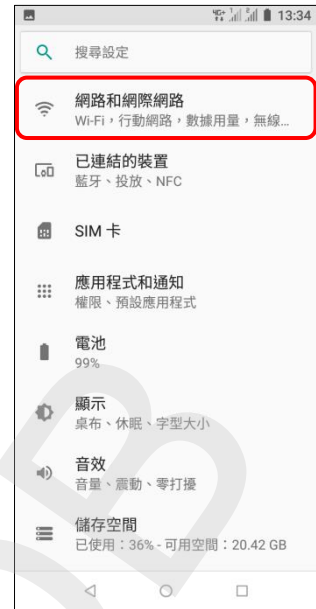 4G+ 1 2 13:34
搜尋設定
網路和網際網路
Wi-Fi，行動網路，數據用量，無線...
已連結的裝置
藍牙、投放、NFC
SIM 卡
應用程式和通知
權限、預設應用程式
電池
99%
顯示
桌布、休眠、字型大小
音效
音量、震動、零打擾
儲存空間
已使用：36% - 可用空間：20.42 GB